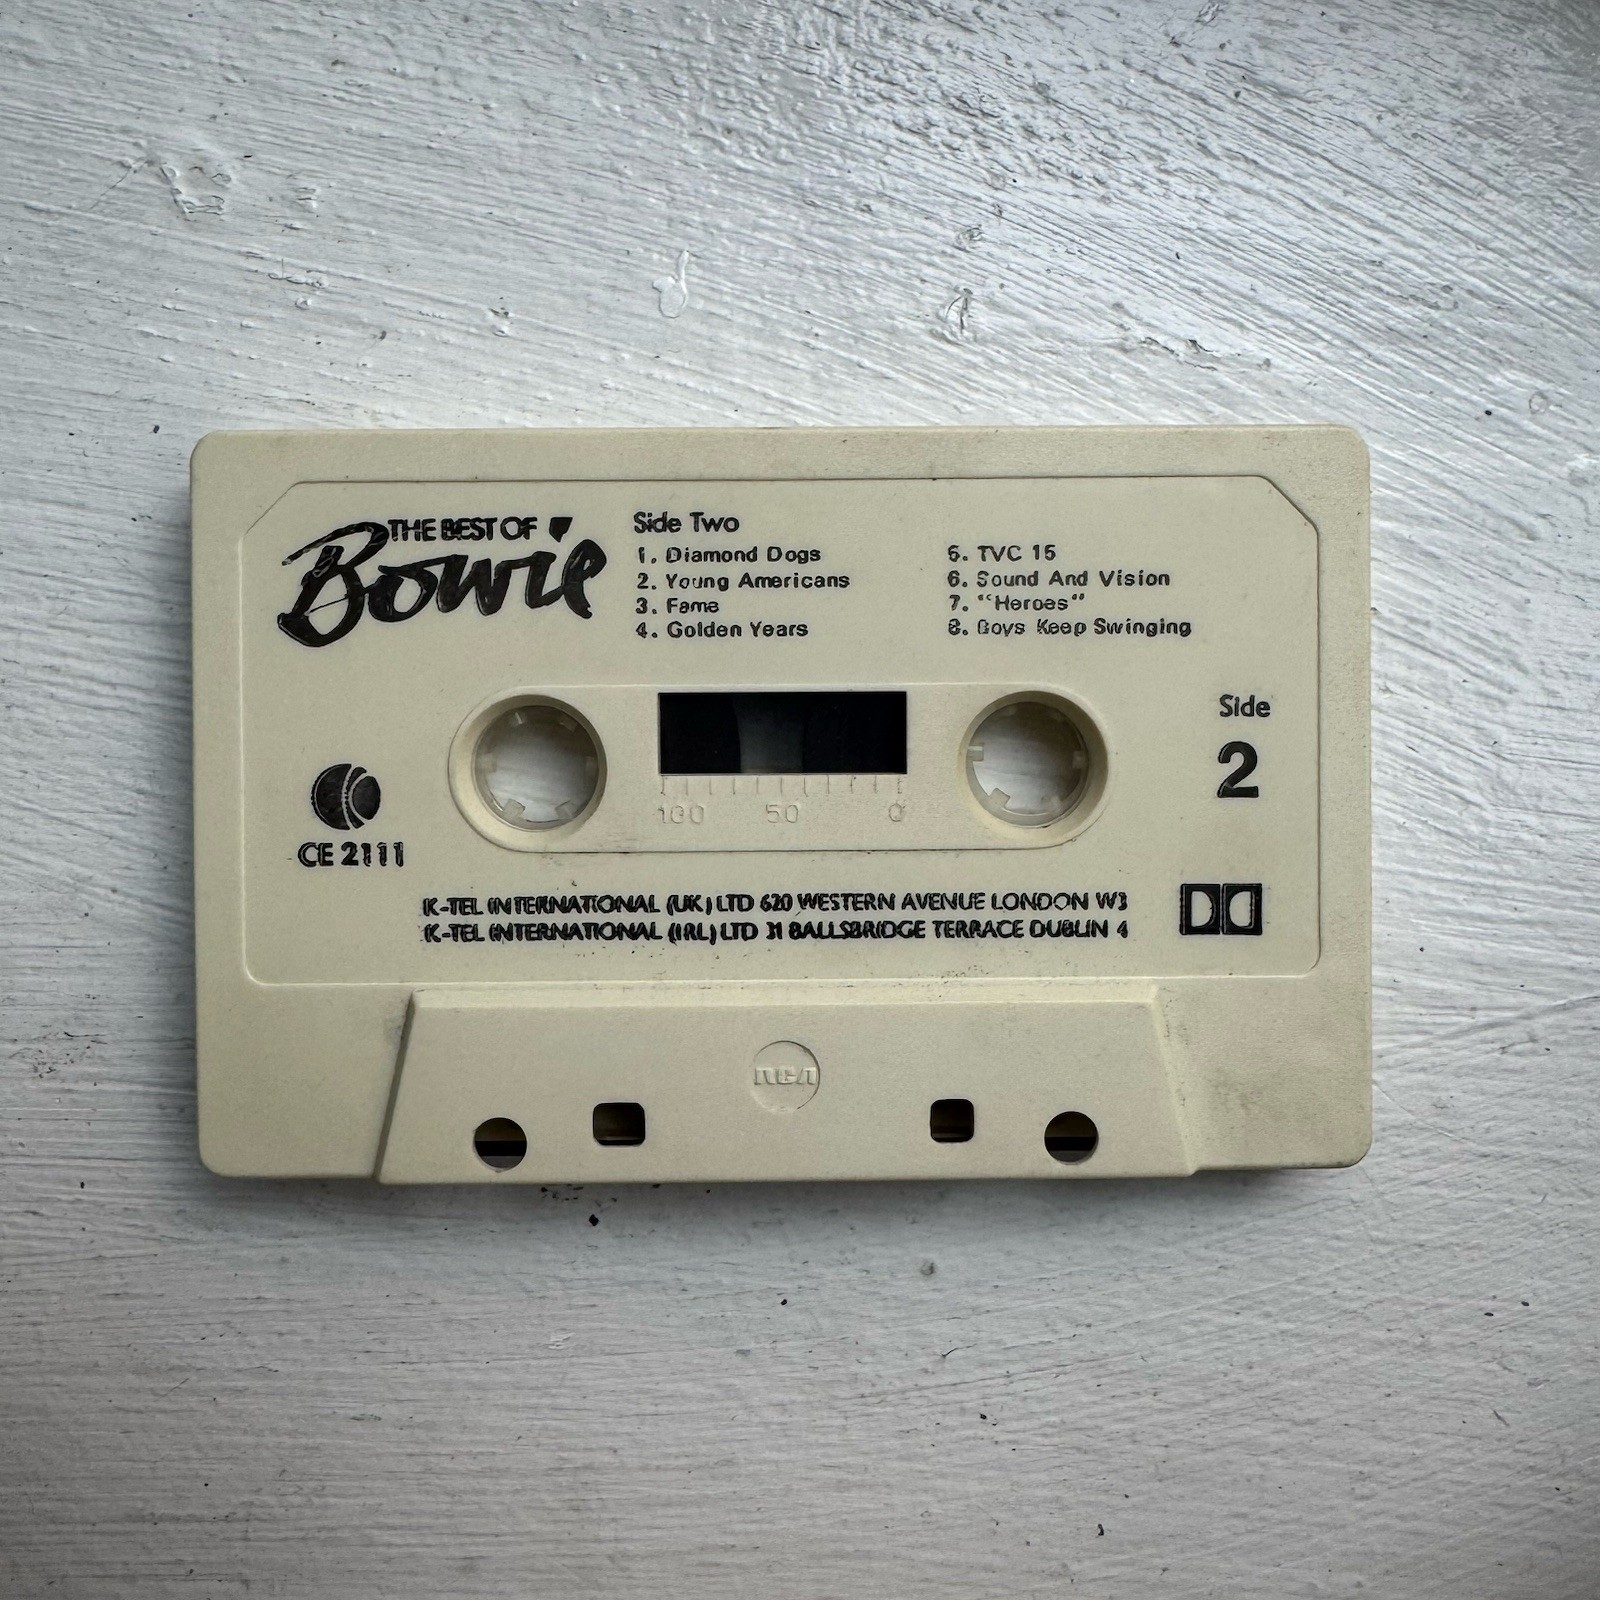 THE BEST OF
Bowie
Side Two
1. Diamond Dogs
2. Young Americans
3. Fame
4. Golden Years
5. TVC 15
6. Sound And Vision
7. "Heroes"
8. Boys Keep Swinging
Side
2
100 50 0
CE 2111
K-TEL INTERNATIONAL (UK) LTD 620 WESTERN AVENUE LONDON W3
K-TEL INTERNATIONAL (IRL) LTD 31 BALLSBRIDGE TERRACE DUBLIN 4
RCA